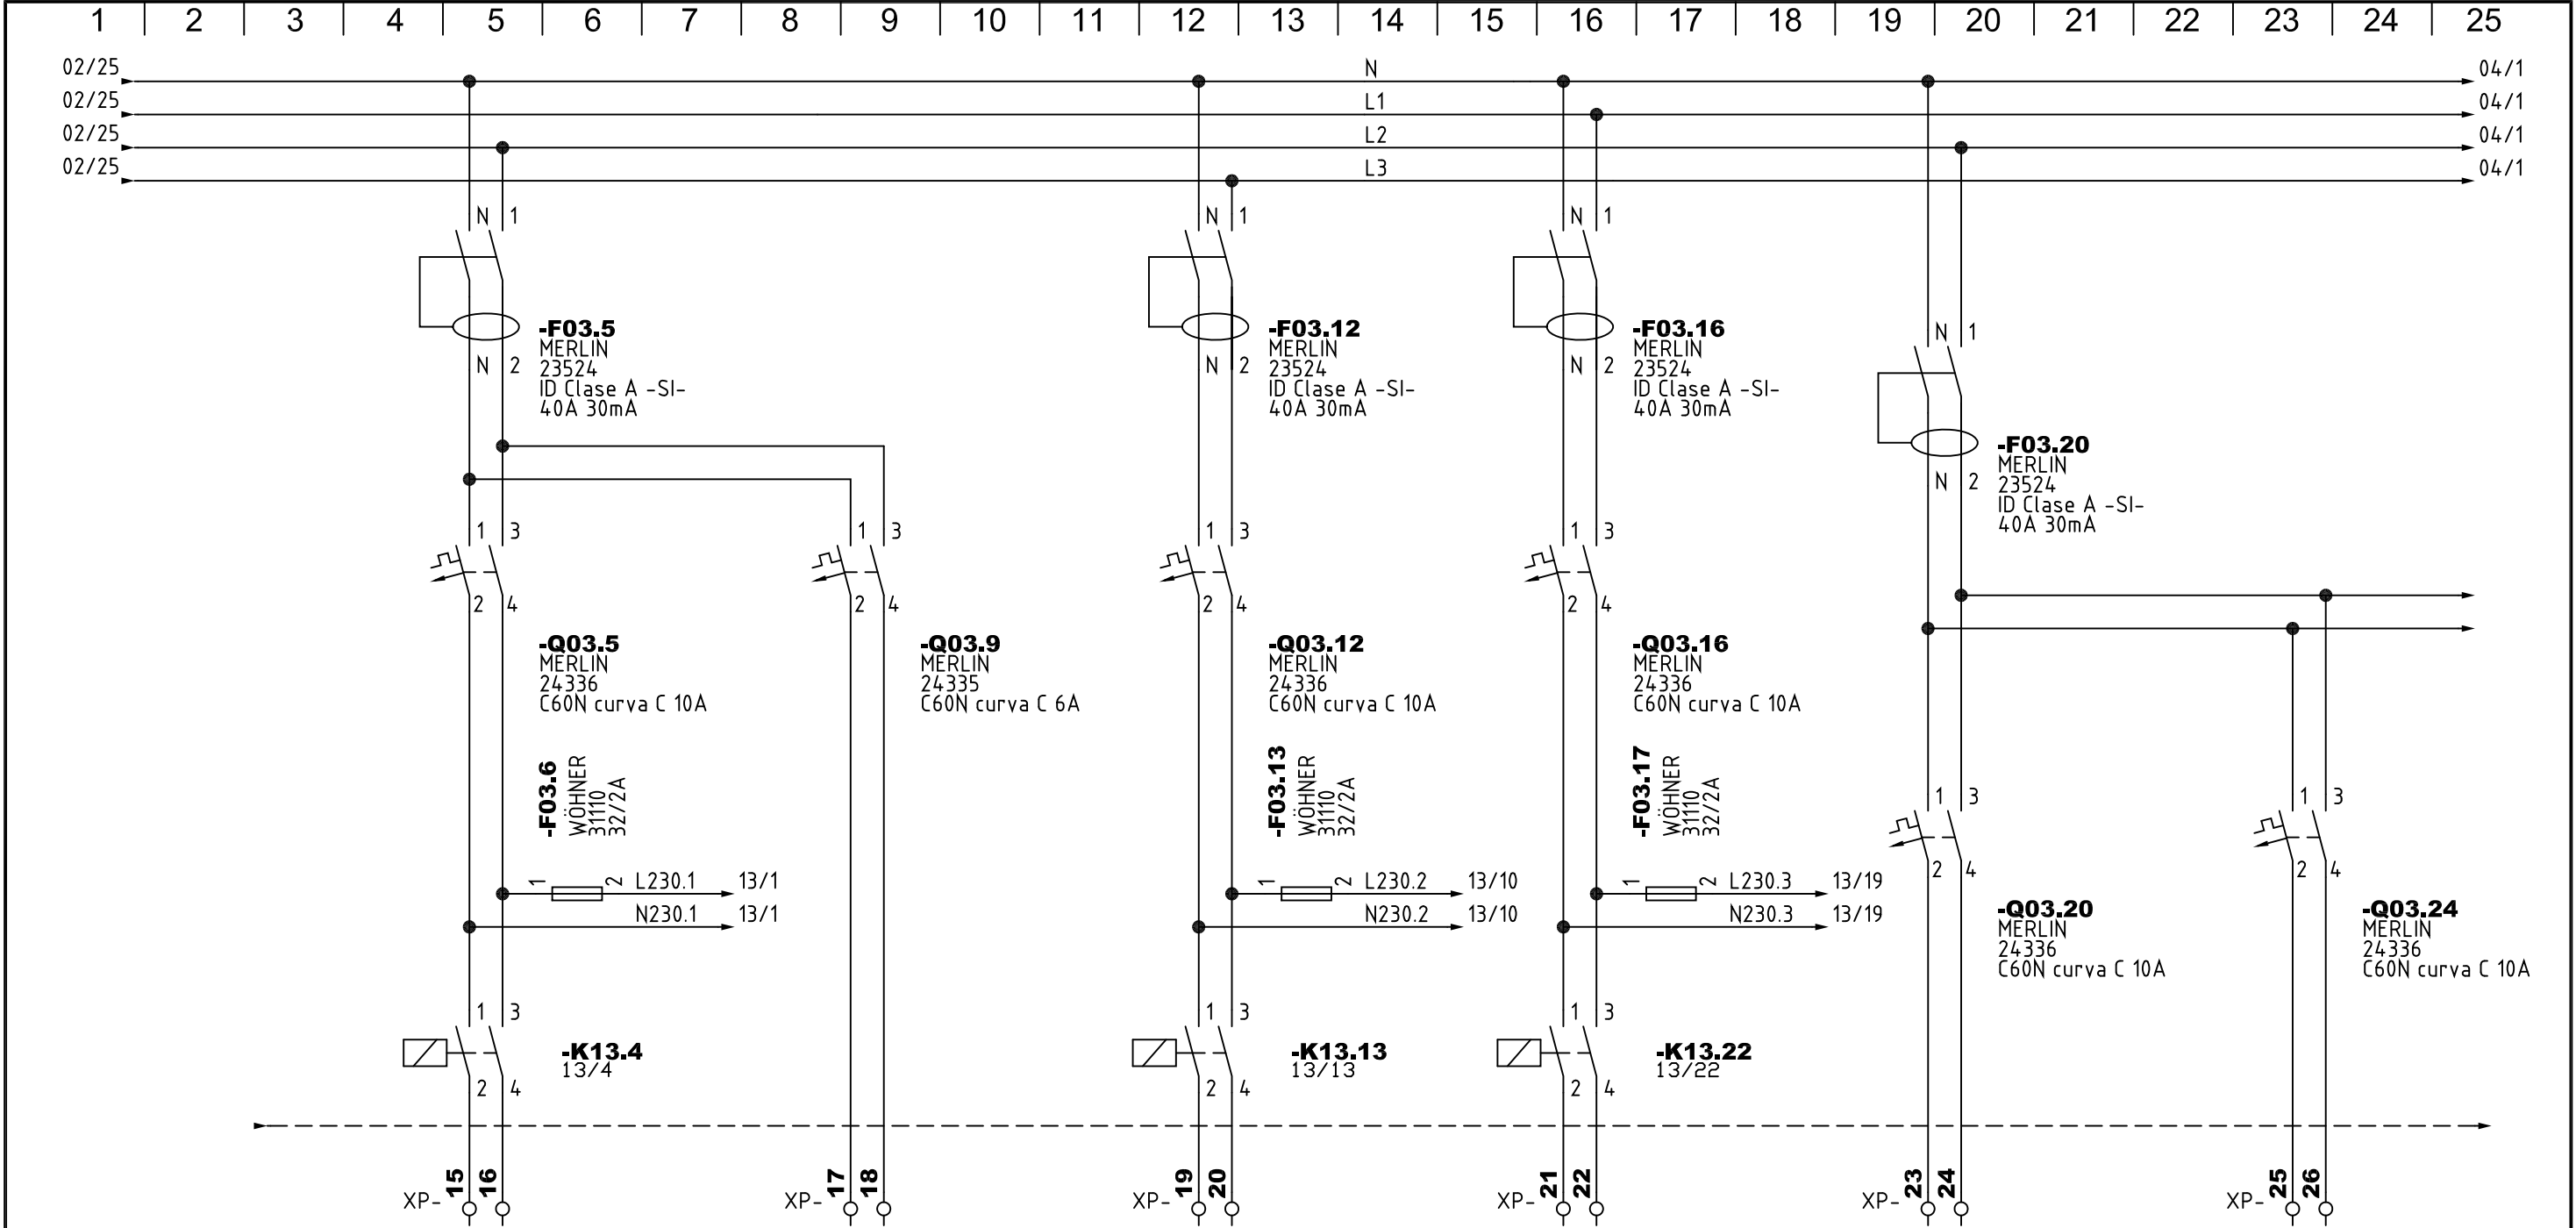 1 2 3 4 5 6 7 8 9 10 11 12 13 14 15 16 17 18 19 20 21 22 23 24 25
02/25 N 04/1
02/25 L1 04/1
02/25 L2 04/1
02/25 L3 04/1
N 1 N 1 N 1
-F03.5
MERLIN
23524
ID Clase A -SI-
40A 30mA
N 2
-F03.12
MERLIN
23524
ID Clase A -SI-
40A 30mA
N 2
-F03.16
MERLIN
23524
ID Clase A -SI-
40A 30mA
N 2
N 1
-F03.20
MERLIN
23524
ID Clase A -SI-
40A 30mA
N 2
1 3 1 3 1 3 1 3
2 4 2 4 2 4 2 4
-Q03.5
MERLIN
24336
C60N curva C 10A
-Q03.9
MERLIN
24335
C60N curva C 6A
-Q03.12
MERLIN
24336
C60N curva C 10A
-Q03.16
MERLIN
24336
C60N curva C 10A
-F03.6
WÖHNER
31110
32/2A
-F03.13
WÖHNER
31110
32/2A
-F03.17
WÖHNER
31110
32/2A
1 3 1 3
2 4 2 4
1 2 L230.1 13/1
N230.1 13/1
1 2 L230.2 13/10
N230.2 13/10
1 2 L230.3 13/19
N230.3 13/19
-Q03.20
MERLIN
24336
C60N curva C 10A
-Q03.24
MERLIN
24336
C60N curva C 10A
1 3 1 3 1 3
-K13.4
13/4
-K13.13
13/13
-K13.22
13/22
2 4 2 4 2 4
XP- 15 16
XP- 17 18
XP- 19 20
XP- 21 22
XP- 23 24
XP- 25 26